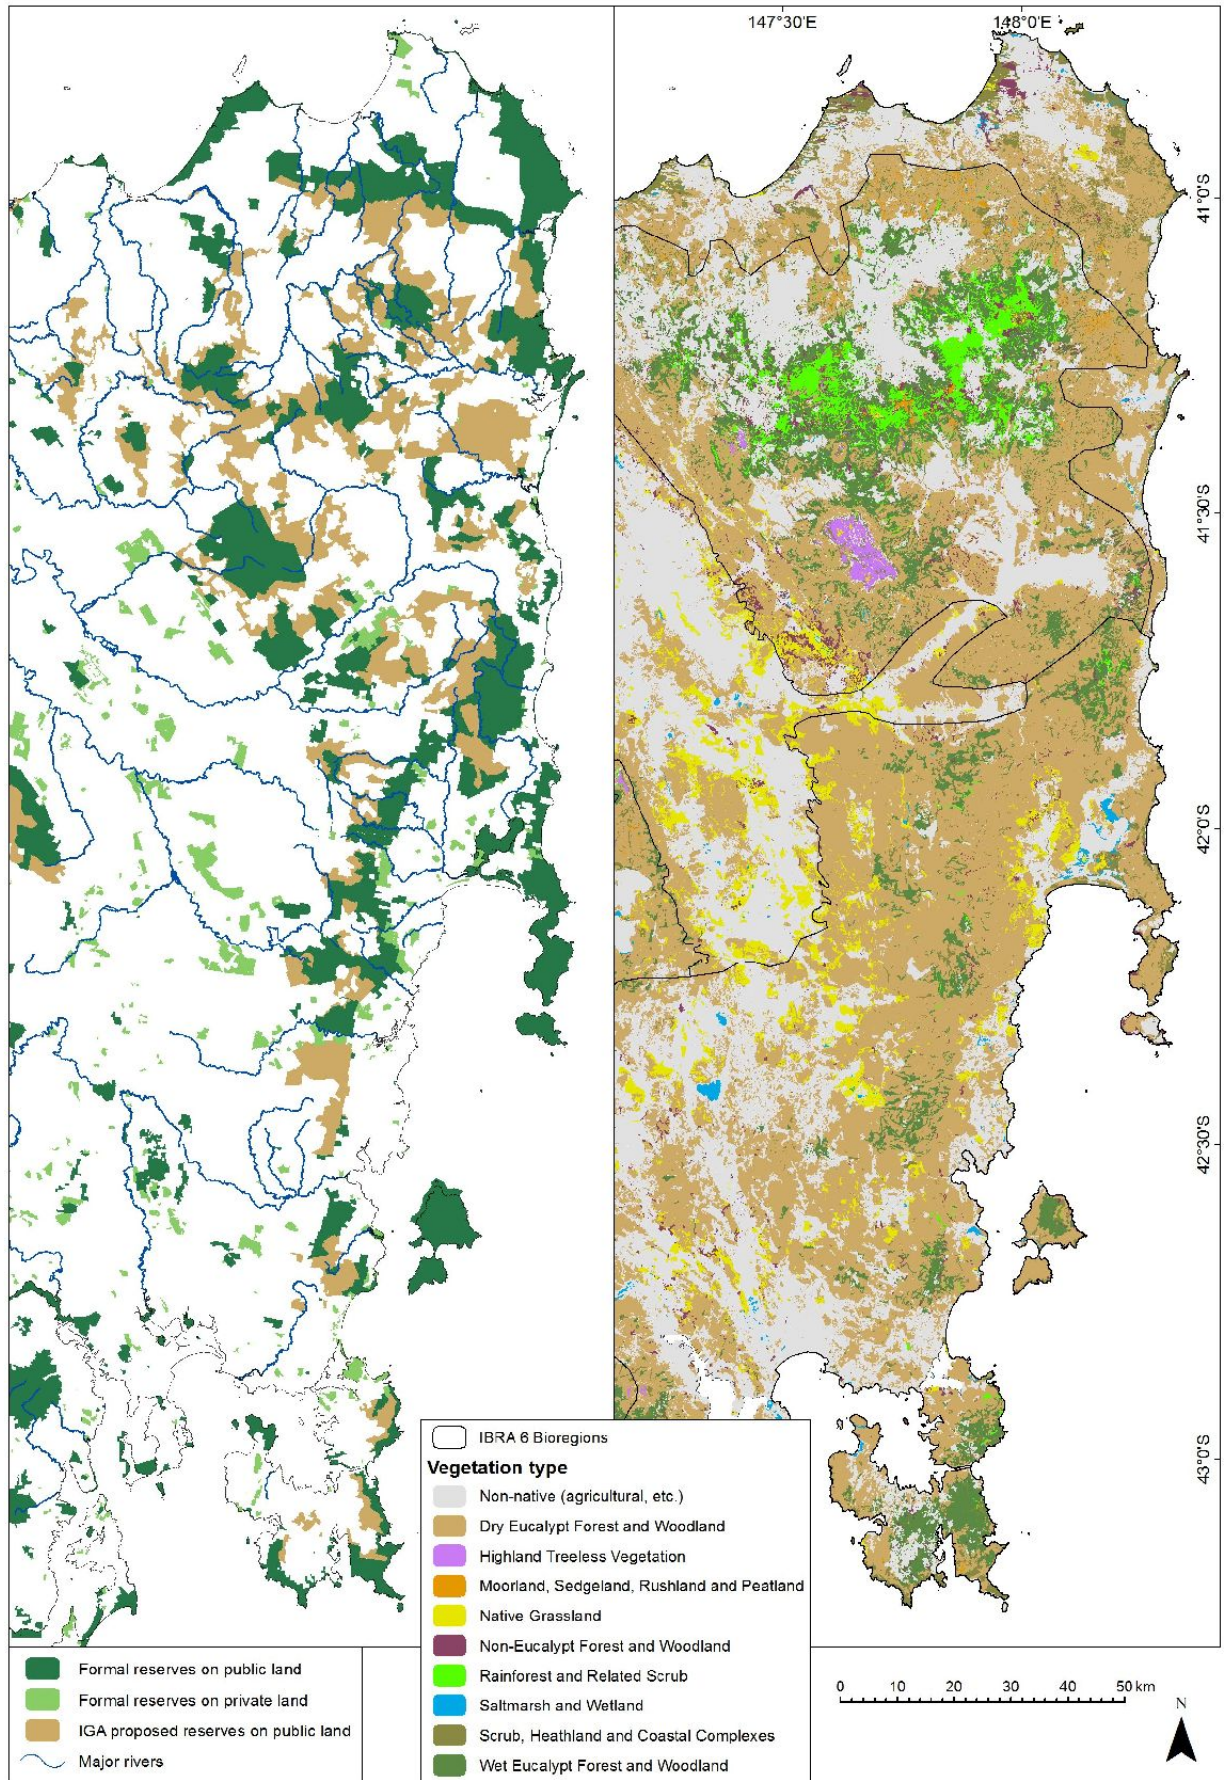 147°30'E
148°0'E
41°0'S
41°30'S
42°0'S
42°30'S
43°0'S
IBRA 6 Bioregions
Vegetation type
Non-native (agricultural, etc.)
Dry Eucalypt Forest and Woodland
Highland Treeless Vegetation
Moorland, Sedgeland, Rushland and Peatland
Native Grassland
Non-Eucalypt Forest and Woodland
Rainforest and Related Scrub
Saltmarsh and Wetland
Scrub, Heathland and Coastal Complexes
Wet Eucalypt Forest and Woodland
Formal reserves on public land
Formal reserves on private land
IGA proposed reserves on public land
Major rivers
0 10 20 30 40 50 km
N